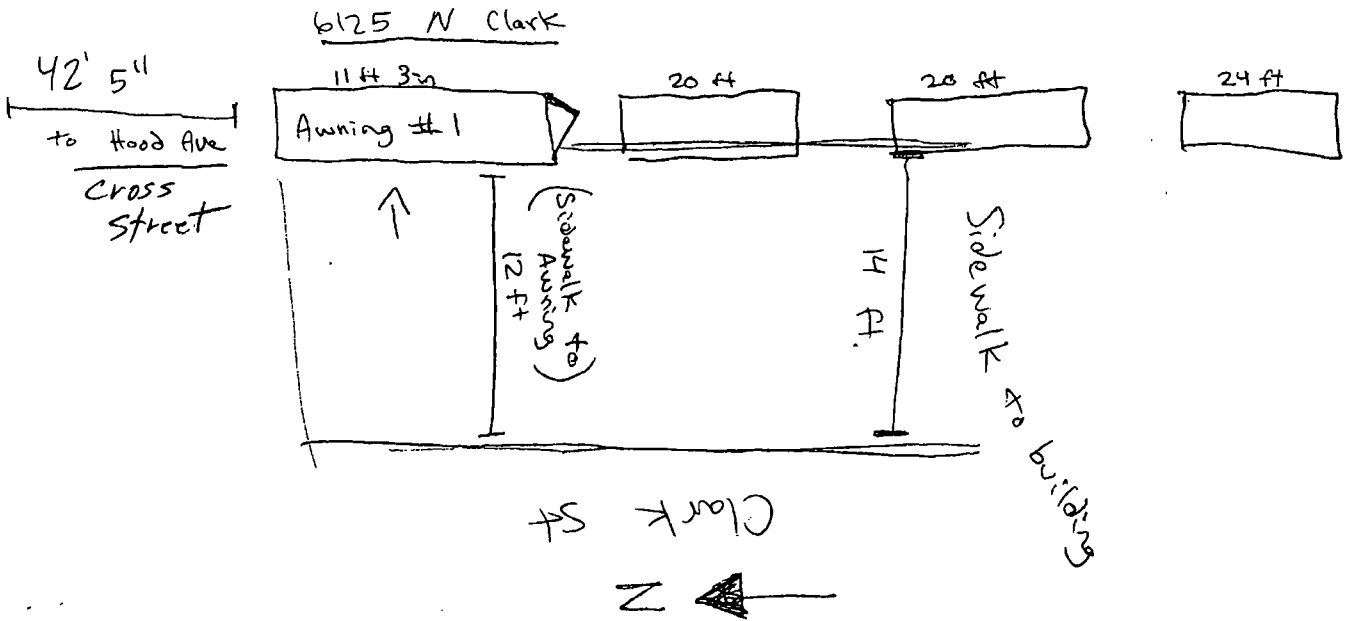 6125 N Clark
42' 5"
to Hood Ave
Cross
Street
11 ft 3in
Awning #1
20 ft
20 ft
24 ft
(Sidewalk to
Awning)
12 ft
14 ft.
Sidewalk to building
Clark St
N